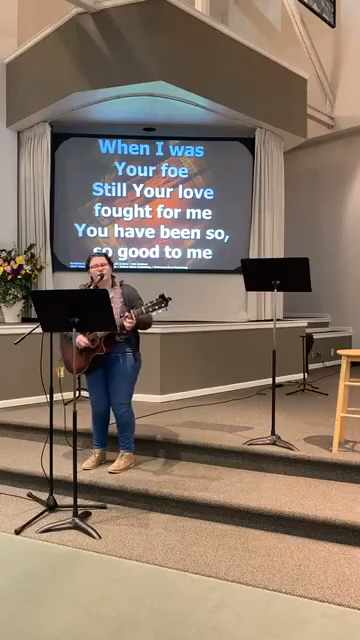 When I was
Your foe
Still Your love
fought for me
You have been so,
so good to me